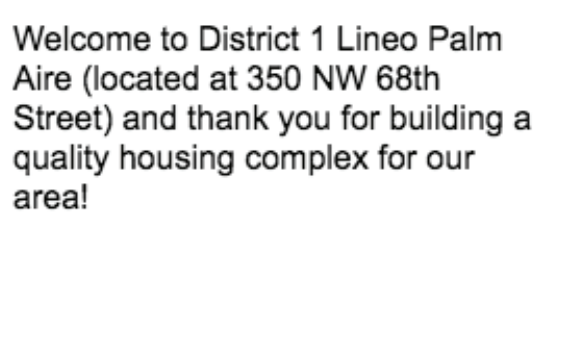 Welcome to District 1 Lineo Palm
Aire (located at 350 NW 68th
Street) and thank you for building a
quality housing complex for our
area!